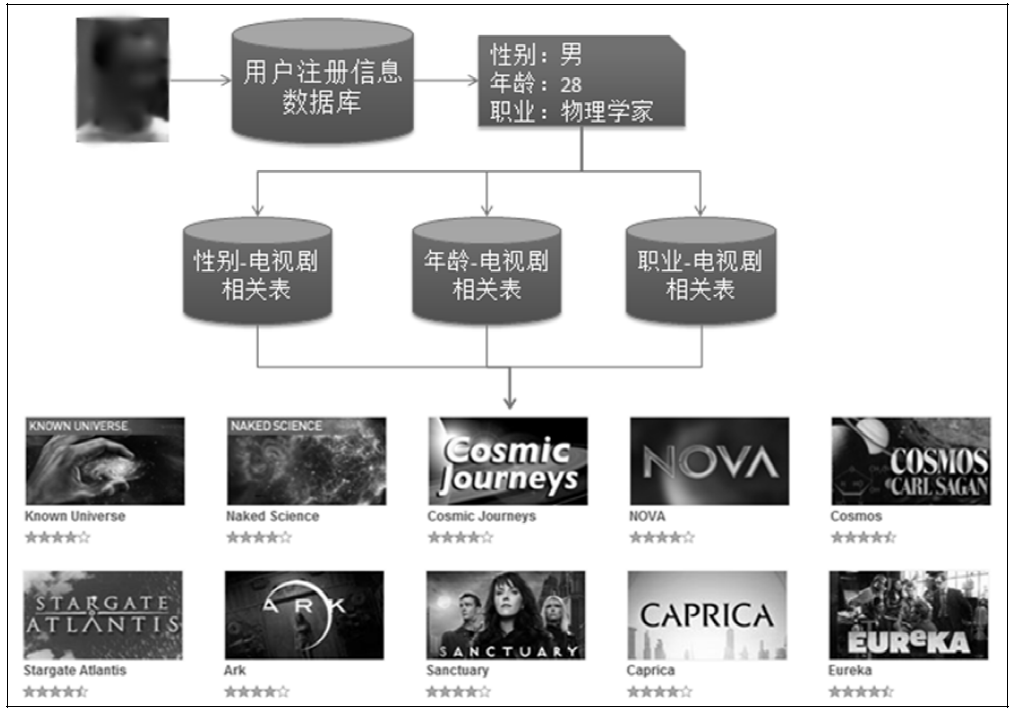 用户注册信息
数据库
性别：男
年龄：28
职业：物理学家
性别-电视剧
相关表
年龄-电视剧
相关表
职业-电视剧
相关表
KNOWN UNIVERSE
NAKED SCIENCE
Cosmic
Journeys
NOVA
COSMOS
CARL SAGAN
Known Universe
Naked Science
Cosmic Journeys
NOVA
Cosmos
STARGATE
ATLANTIS
ARK
SANCTUARY
CAPRICA
EUReKA
Stargate Atlantis
Ark
Sanctuary
Caprica
Eureka